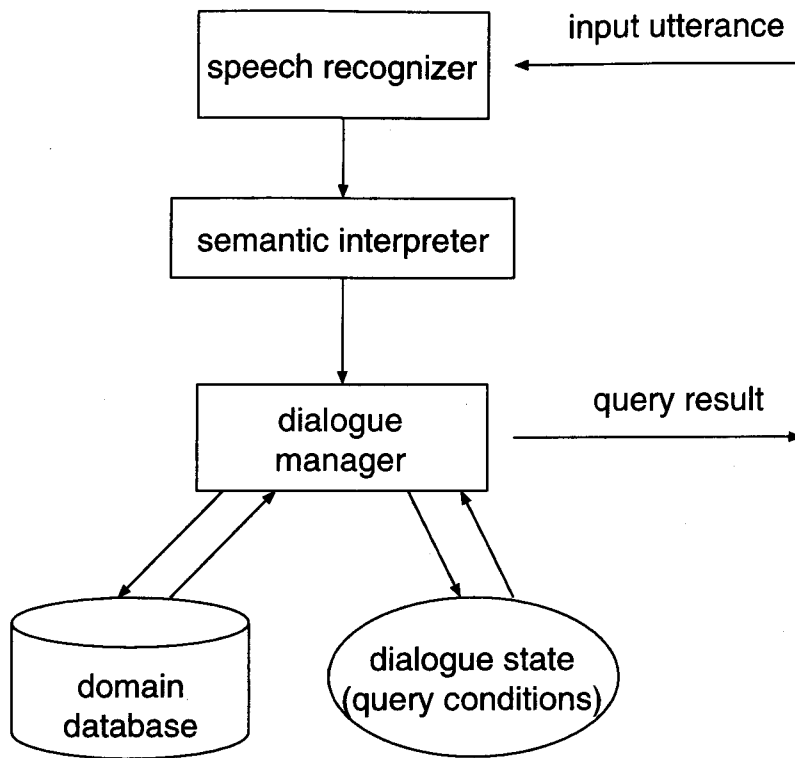 input utterance
speech recognizer
semantic interpreter
dialogue
manager
query result
domain
database
dialogue state
(query conditions)